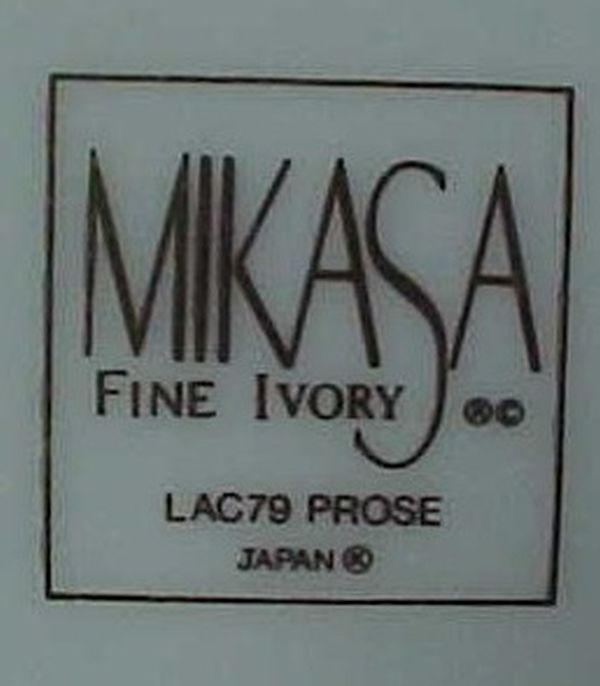 MIKASA
FINE IVORY ®©
LAC79 PROSE
JAPAN ®